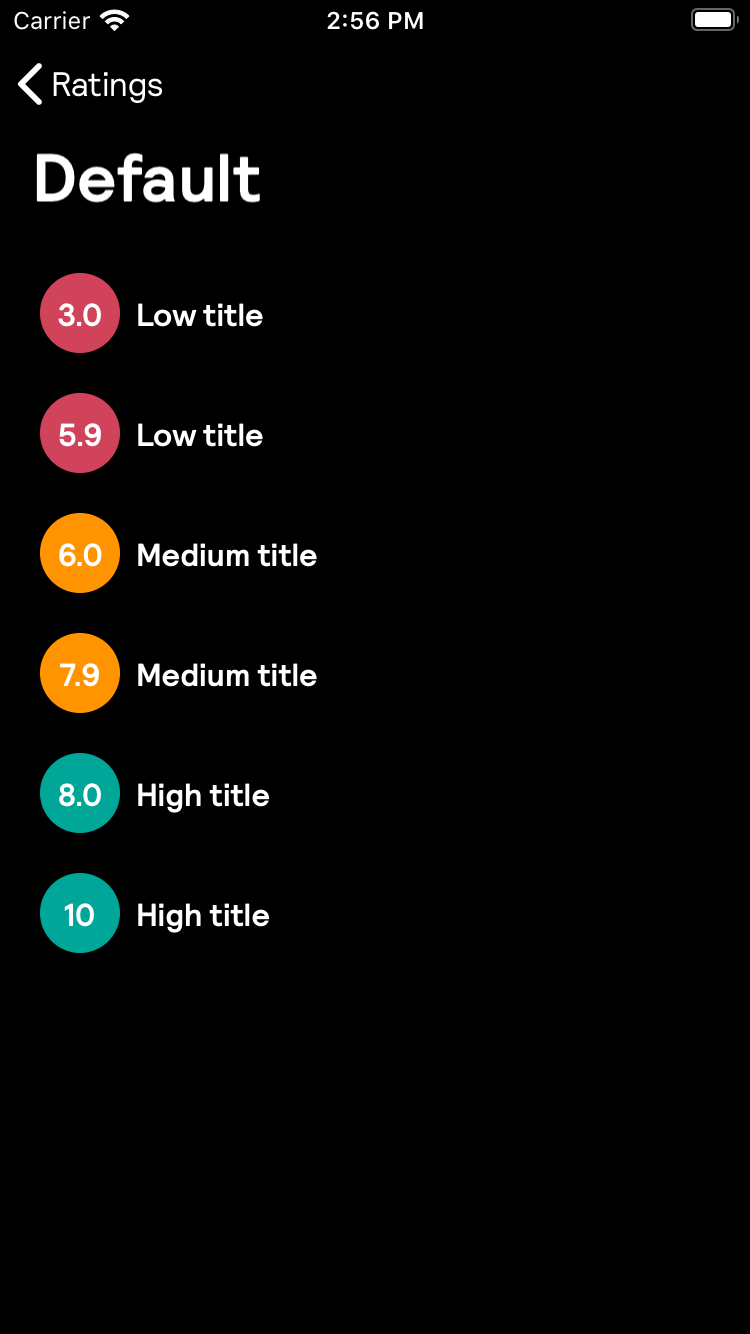 Carrier 2:56 PM
Ratings
Default
3.0 Low title
5.9 Low title
6.0 Medium title
7.9 Medium title
8.0 High title
10 High title